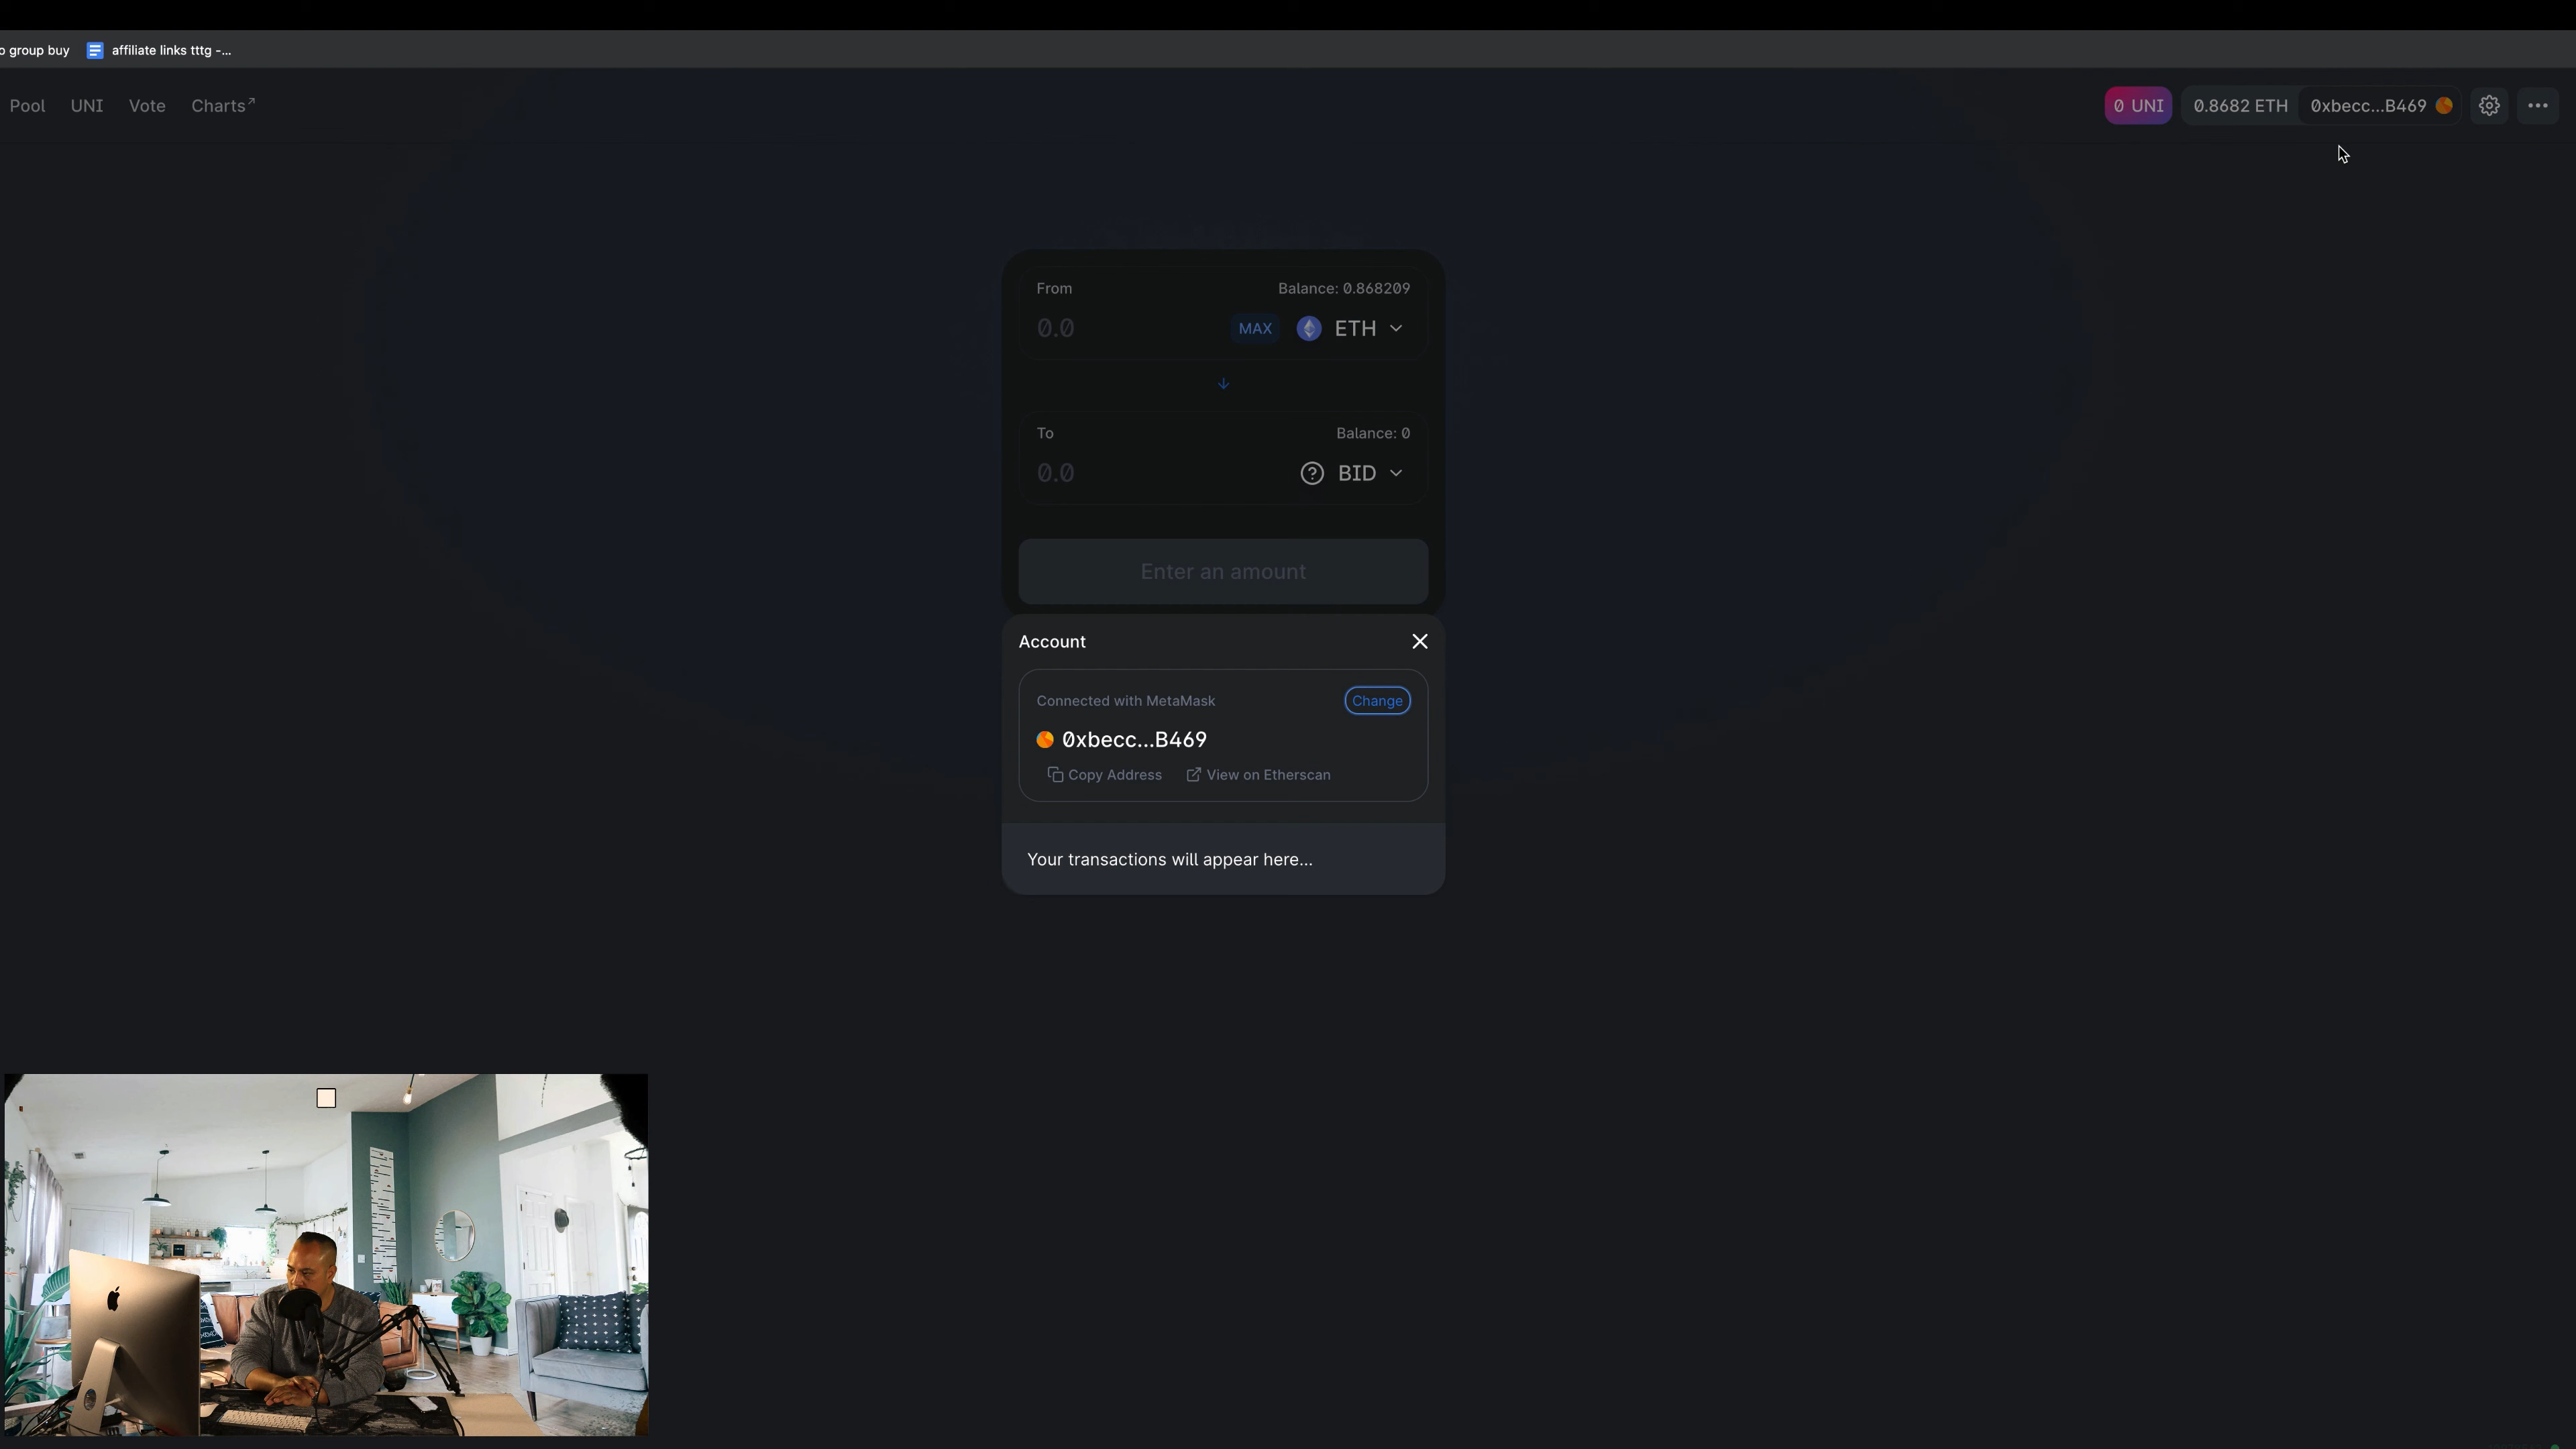 o group buy
affiliate links tttg -...
Pool UNI Vote Charts↗
0 UNI 0.8682 ETH 0xbecc...B469
From Balance: 0.868209
0.0 MAX ETH
To Balance: 0
0.0 BID
Enter an amount
Account
Connected with MetaMask Change
0xbecc...B469
Copy Address View on Etherscan
Your transactions will appear here...